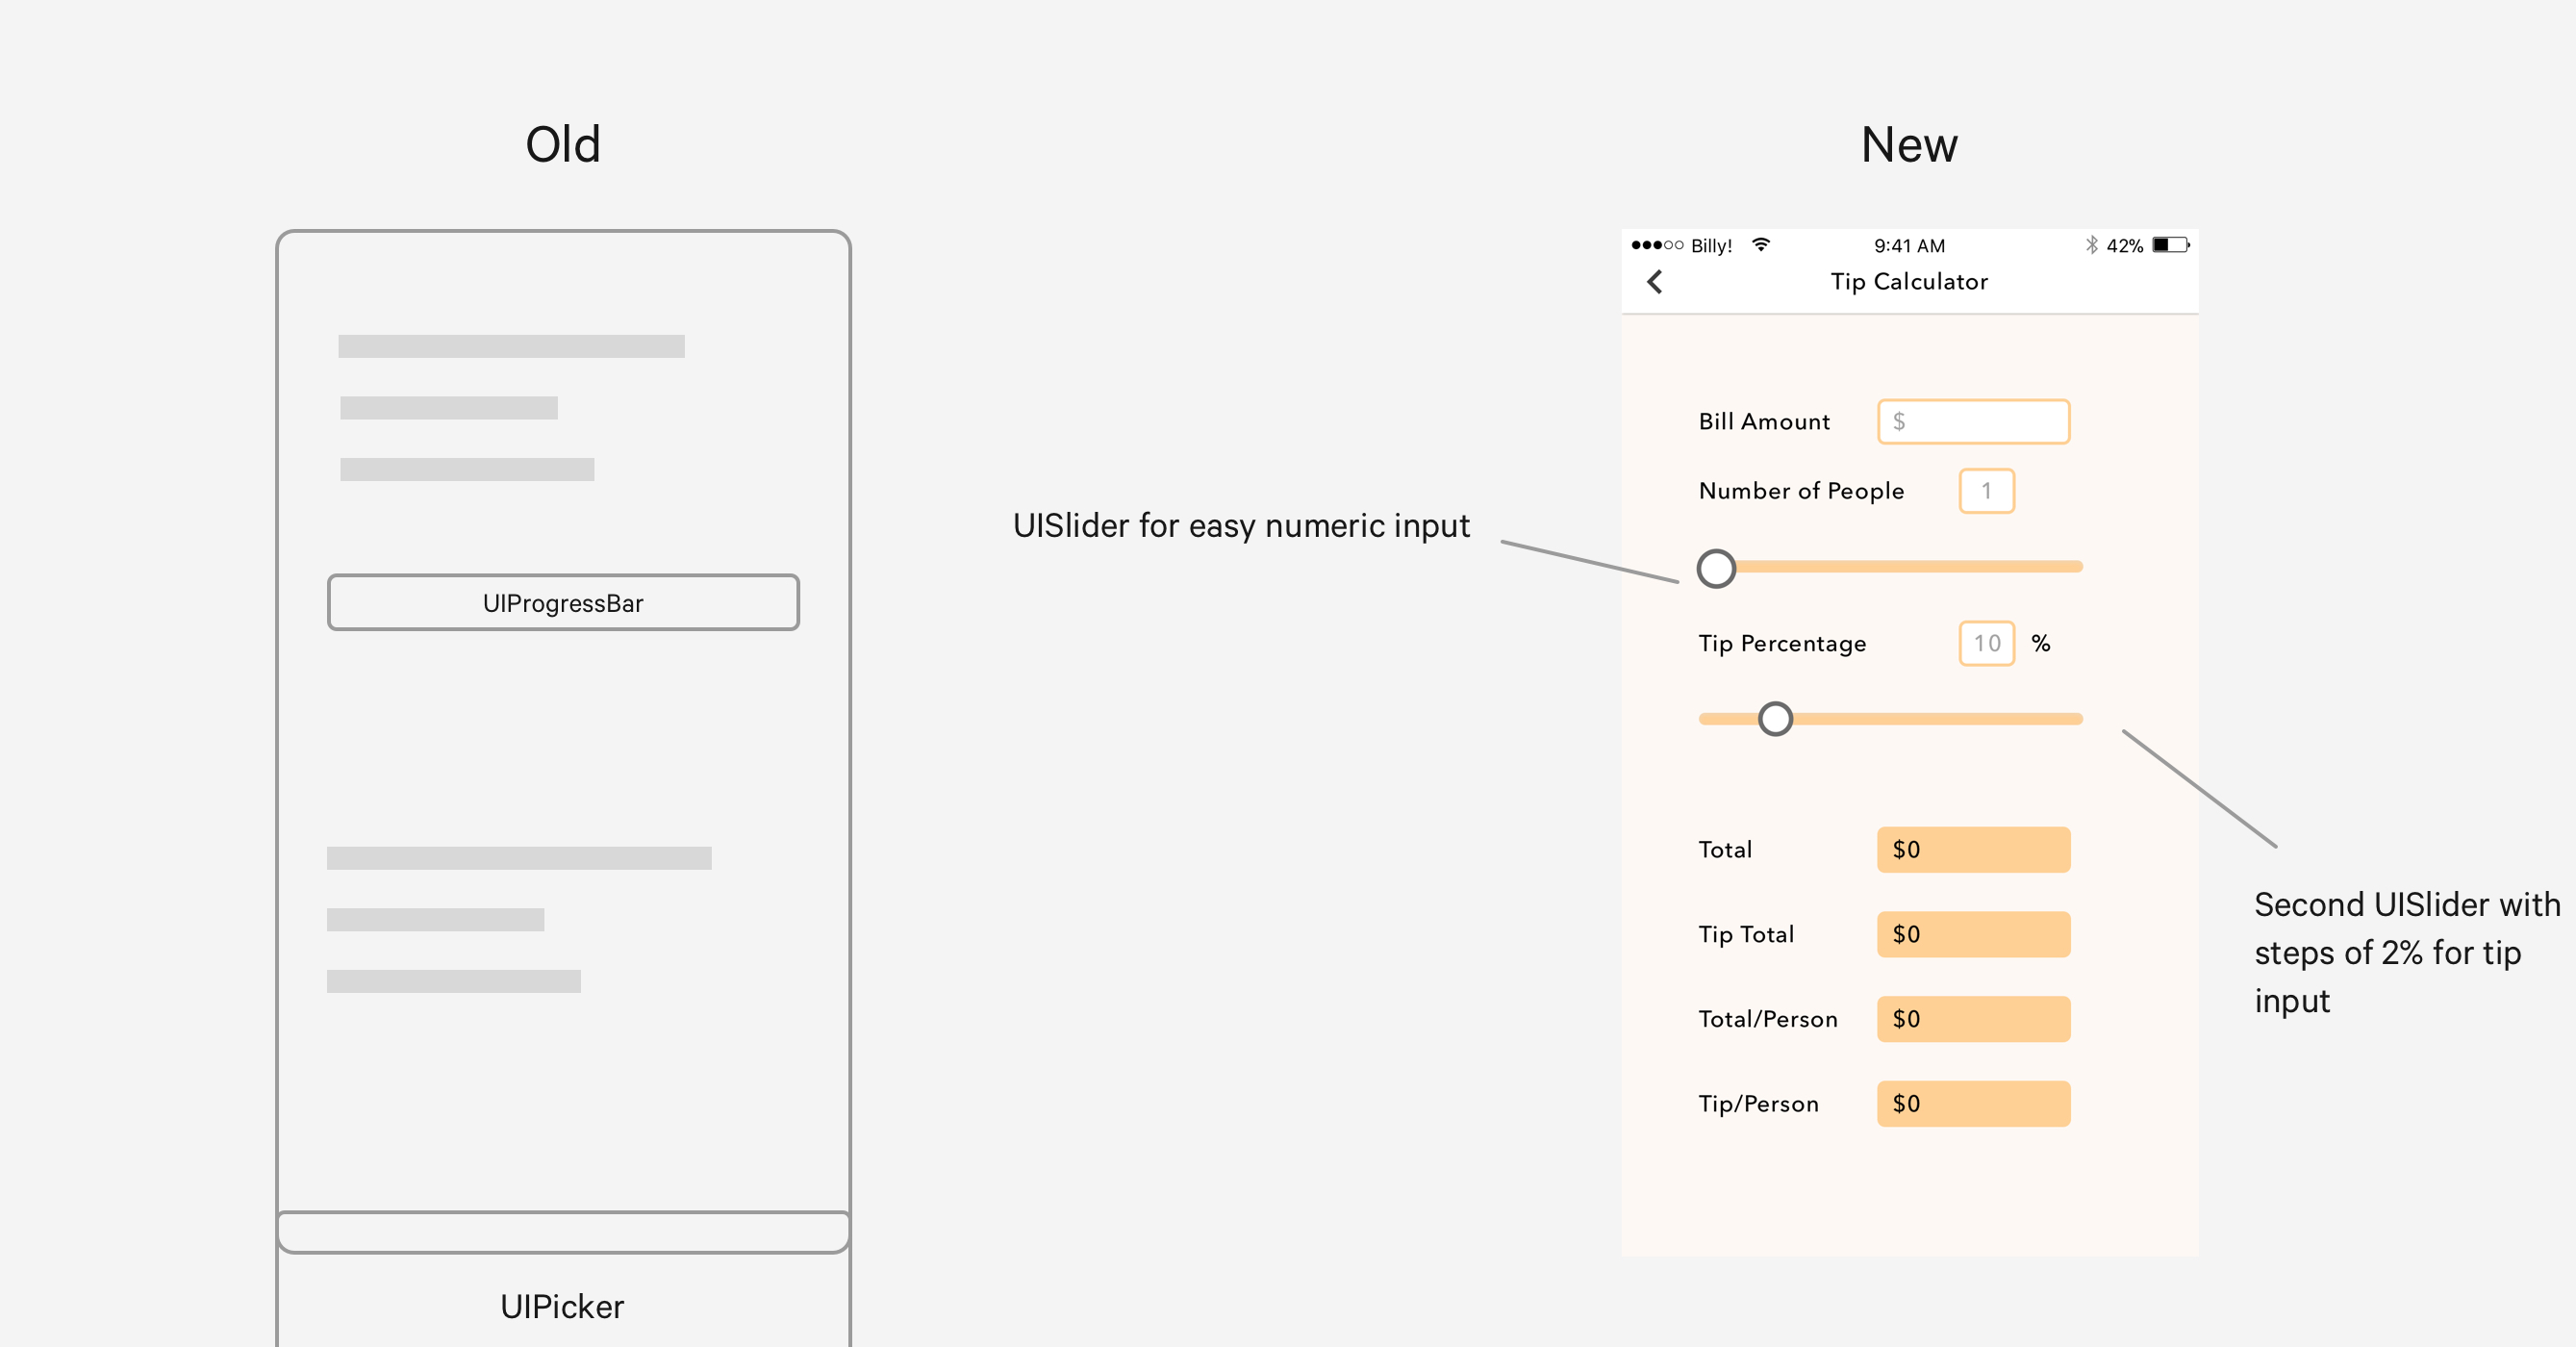 Old
New
UIProgressBar
UIPicker
UISlider for easy numeric input
Billy!
9:41 AM
42%
Tip Calculator
Bill Amount
$
Number of People
1
Tip Percentage
10
%
Total
$0
Tip Total
$0
Total/Person
$0
Tip/Person
$0
Second UISlider with
steps of 2% for tip
input